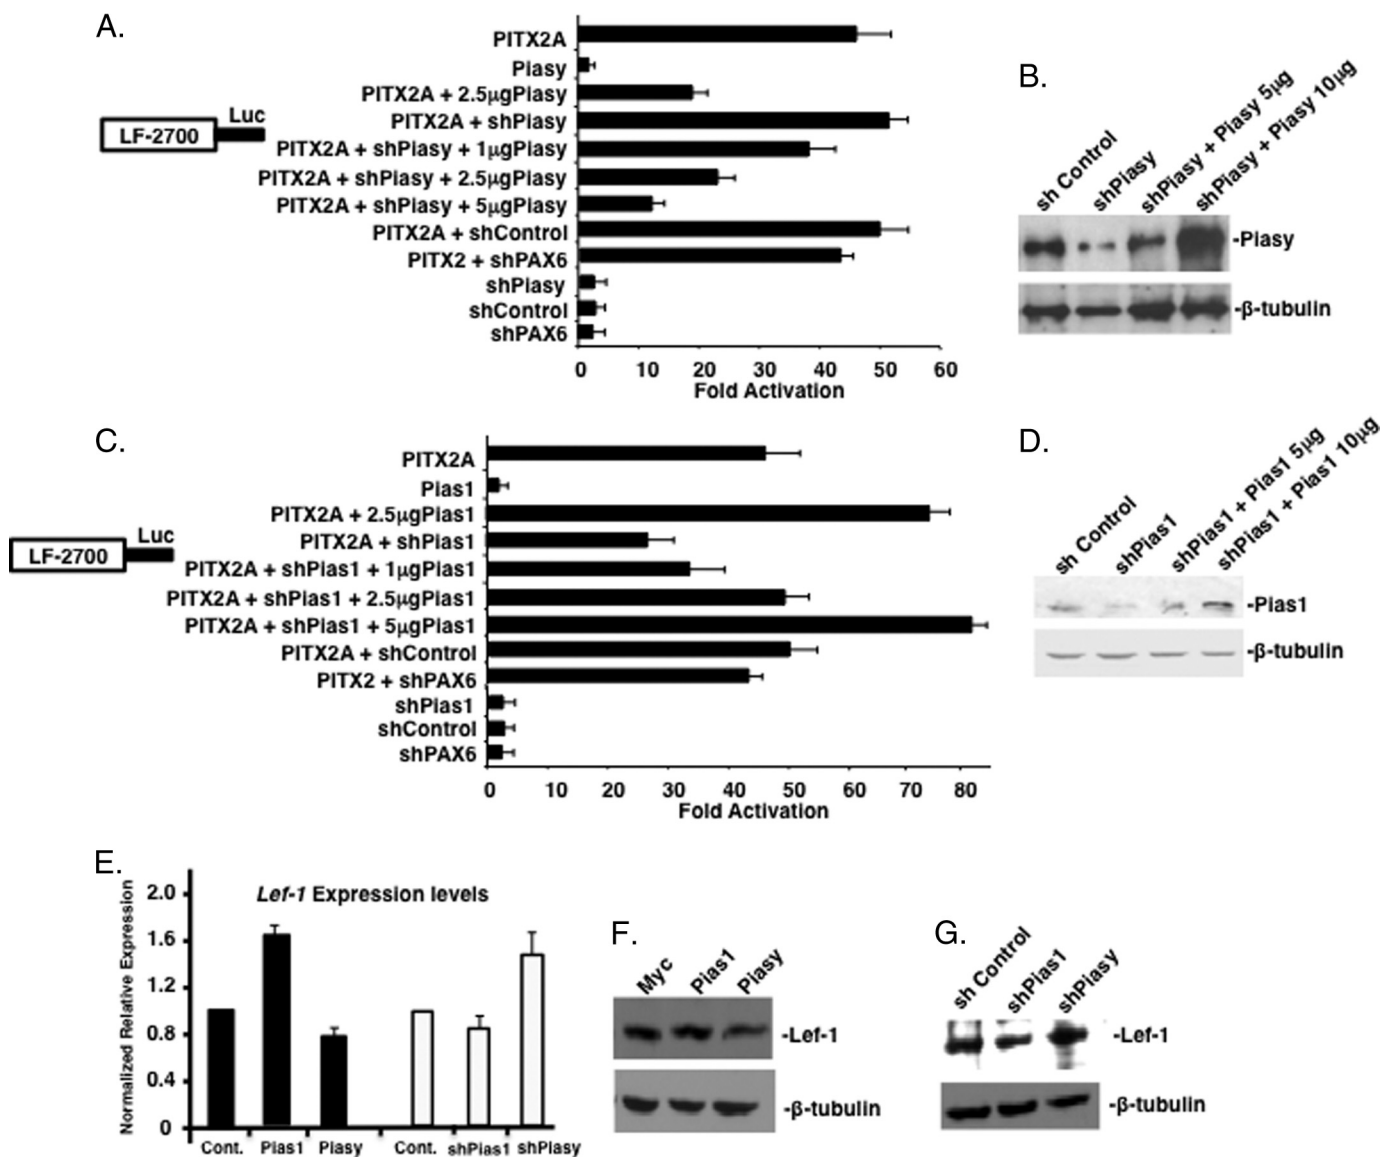 A.
PITX2A
Piasy
PITX2A + 2.5µgPiasy
PITX2A + shPiasy
PITX2A + shPiasy + 1µgPiasy
PITX2A + shPiasy + 2.5µgPiasy
PITX2A + shPiasy + 5µgPiasy
PITX2A + shControl
PITX2 + shPAX6
shPiasy
shControl
shPAX6
LF-2700
Luc
0 10 20 30 40 50 60
Fold Activation
B.
sh Control
shPiasy
shPiasy + Piasy 5µg
shPiasy + Piasy 10µg
-Piasy
-β-tubulin
C.
PITX2A
Pias1
PITX2A + 2.5µgPias1
PITX2A + shPias1
PITX2A + shPias1 + 1µgPias1
PITX2A + shPias1 + 2.5µgPias1
PITX2A + shPias1 + 5µgPias1
PITX2A + shControl
PITX2 + shPAX6
shPias1
shControl
shPAX6
LF-2700
Luc
0 10 20 30 40 50 60 70 80
Fold Activation
D.
sh Control
shPias1
shPias1 + Pias1 5µg
shPias1 + Pias1 10µg
-Pias1
-β-tubulin
E.
Lef-1 Expression levels
Normalized Relative Expression
2.0
1.6
1.2
0.8
0.4
0
Cont. Pias1 Piasy Cont. shPias1 shPiasy
F.
Myc
Pias1
Piasy
-Lef-1
-β-tubulin
G.
sh Control
shPias1
shPiasy
-Lef-1
-β-tubulin